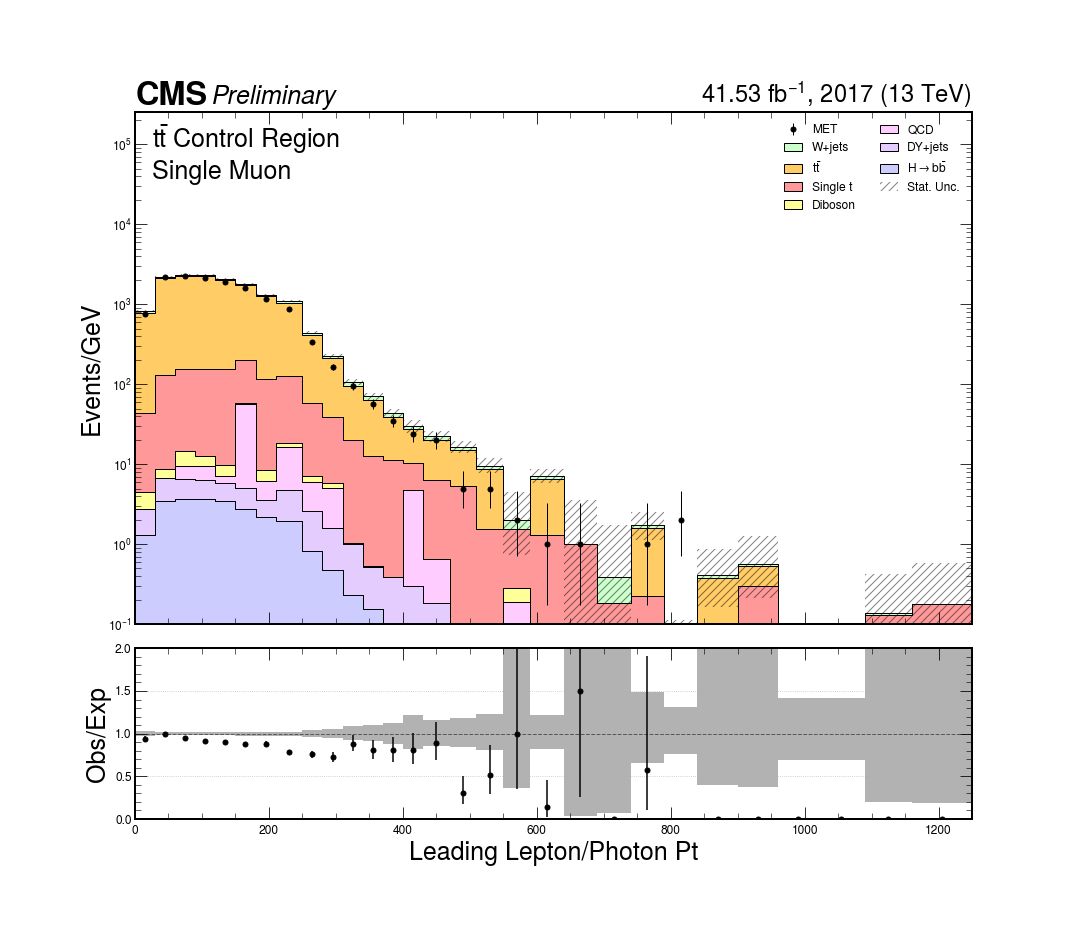 CMS Preliminary
41.53 fb⁻¹, 2017 (13 TeV)
tt̄ Control Region
Single Muon
MET
W+jets
tt̄
Single t
Diboson
QCD
DY+jets
H→bb̄
Stat. Unc.
Events/GeV
10⁵
10⁴
10³
10²
10¹
10⁰
10⁻¹
Obs/Exp
2.0
1.5
1.0
0.5
0.0
0 200 400 600 800 1000 1200
Leading Lepton/Photon Pt